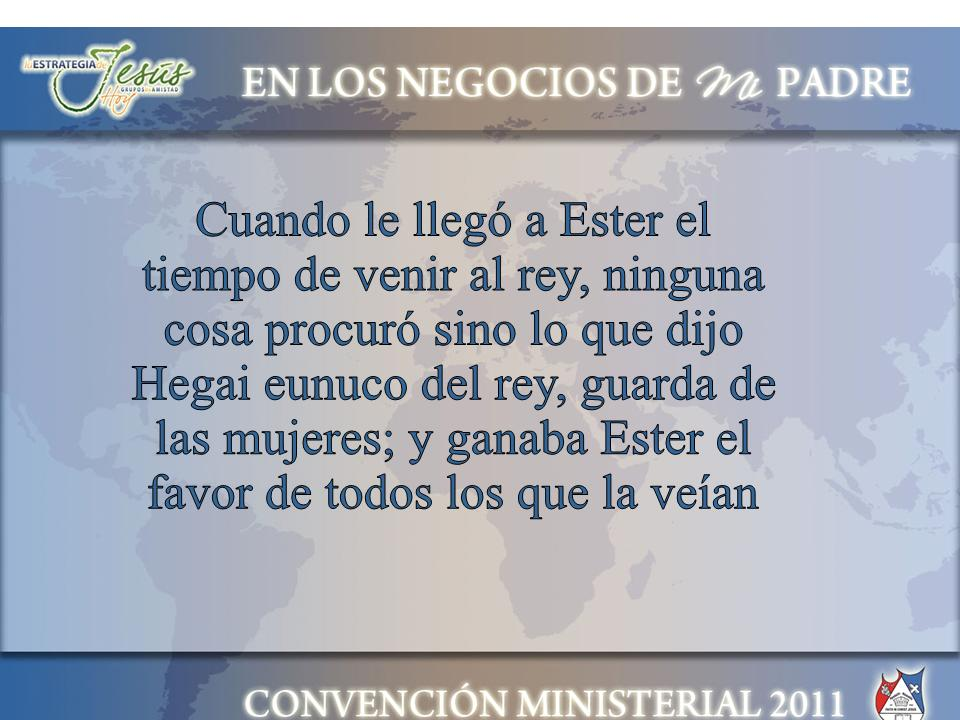 la ESTRATEGIA de
Jesús
Hoy GRUPOS DE AMISTAD
EN LOS NEGOCIOS DE Mi PADRE
Cuando le llegó a Ester el
tiempo de venir al rey, ninguna
cosa procuró sino lo que dijo
Hegai eunuco del rey, guarda de
las mujeres; y ganaba Ester el
favor de todos los que la veían
CONVENCIÓN MINISTERIAL 2011